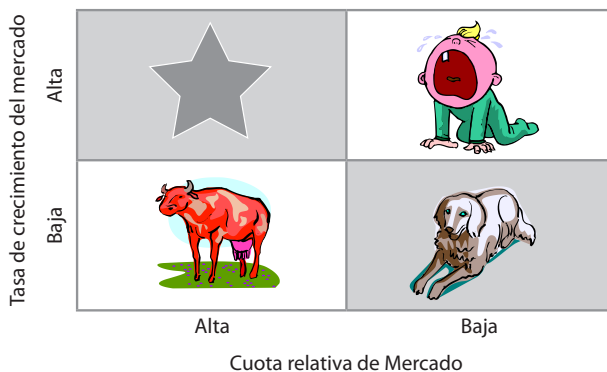 Tasa de crecimiento del mercado
Alta
Baja
Alta
Baja
Cuota relativa de Mercado